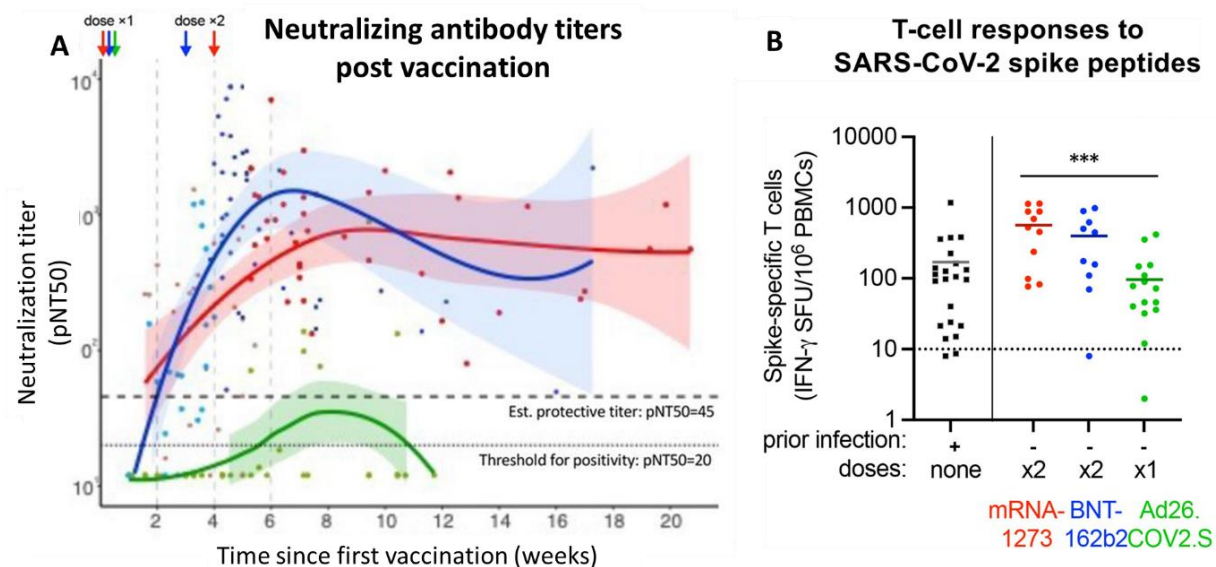 A
dose ×1
dose ×2
Neutralizing antibody titers
post vaccination
Neutralization titer
(pNT50)
10⁴
10³
10²
10¹
Est. protective titer: pNT50=45
Threshold for positivity: pNT50=20
2 4 6 8 10 12 14 16 18 20
Time since first vaccination (weeks)
B
T-cell responses to
SARS-CoV-2 spike peptides
Spike-specific T cells
(IFN-γ SFU/10⁶ PBMCs)
10000
1000
100
10
1
***
prior infection: + - - -
doses: none x2 x2 x1
mRNA- BNT- Ad26.
1273 162b2 COV2.S